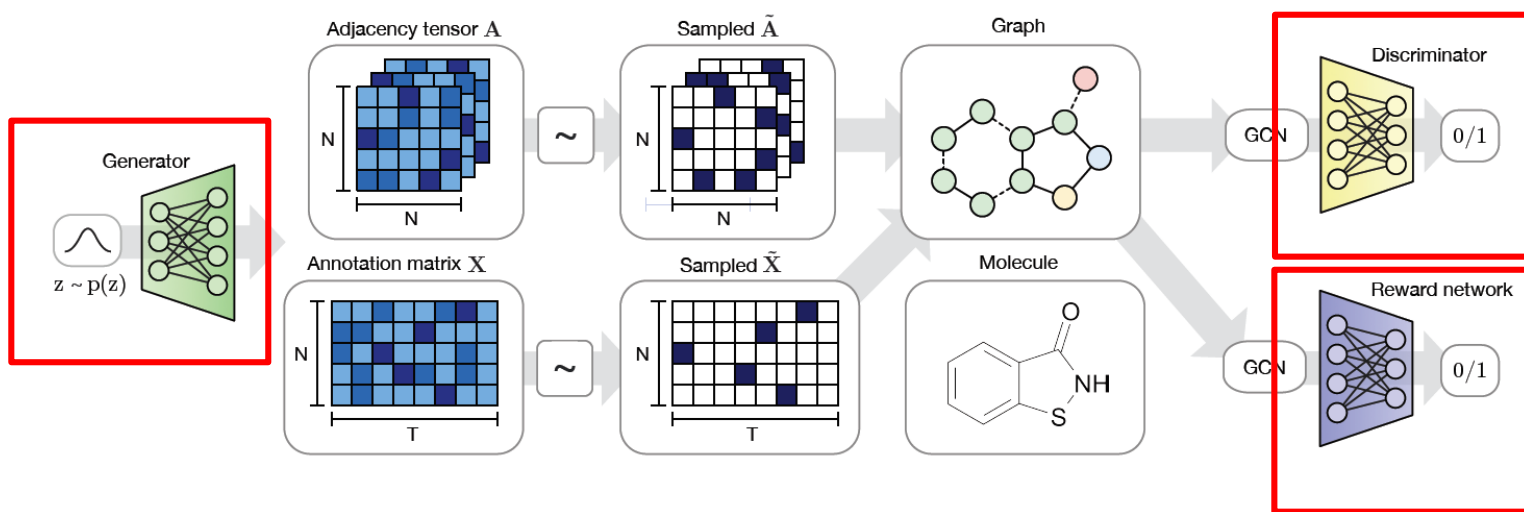 Generator
z ~ p(z)
Adjacency tensor A
N
N
~
Sampled Ã
N
N
Graph
GCN
Discriminator
0/1
Annotation matrix X
N
T
~
Sampled X̃
N
T
Molecule
O
NH
S
GCN
Reward network
0/1